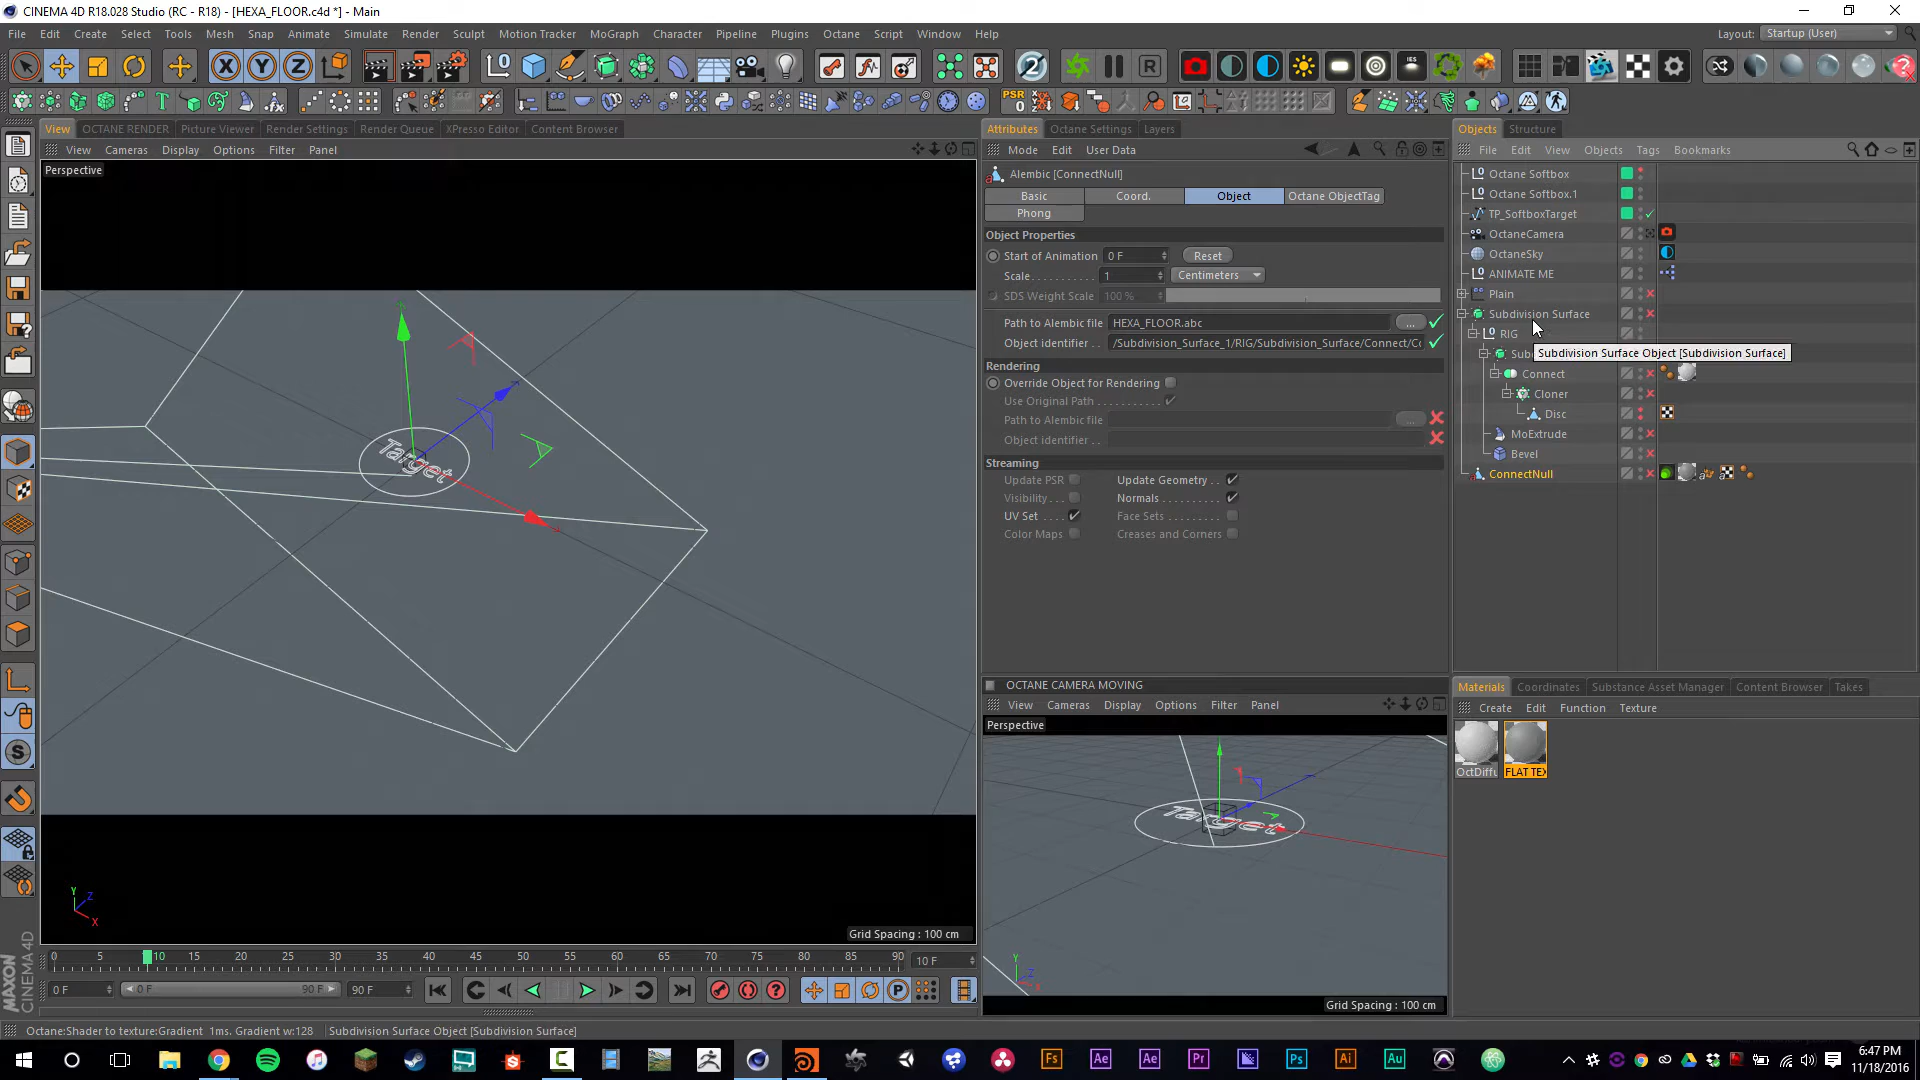 CINEMA 4D R18.028 Studio (RC - R18) - [HEXA_FLOOR.c4d *] - Main
File Edit Create Select Tools Mesh Snap Animate Simulate Render Sculpt Motion Tracker MoGraph Character Pipeline Plugins Octane Script Window Help Layout: Startup (User)
X Y Z
PSR
0
View OCTANE RENDER Picture Viewer Render Settings Render Queue XPresso Editor Content Browser
View Cameras Display Options Filter Panel
Perspective
Target
Grid Spacing : 100 cm
Attributes Octane Settings Layers
Mode Edit User Data
Alembic [ConnectNull]
Basic Coord. Object Octane ObjectTag
Phong
Object Properties
Start of Animation 0 F Reset
Scale 1 Centimeters
SDS Weight Scale 100 %
Path to Alembic file HEXA_FLOOR.abc ...
Object identifier . . /Subdivision_Surface_1/RIG/Subdivision_Surface/Connect/Cc
Rendering
Override Object for Rendering
Use Original Path
Path to Alembic file ...
Object identifier
Streaming
Update PSR Update Geometry
Visibility Normals
UV Set Face Sets
Color Maps Creases and Corners
OCTANE CAMERA MOVING
View Cameras Display Options Filter Panel
Perspective
Target
Grid Spacing : 100 cm
Objects Structure
File Edit View Objects Tags Bookmarks
Octane Softbox
Octane Softbox.1
TP_SoftboxTarget
OctaneCamera
OctaneSky
ANIMATE ME
Plain
Subdivision Surface
RIG
Sub
Subdivision Surface Object [Subdivision Surface]
Connect
Cloner
Disc
MoExtrude
Bevel
ConnectNull
Materials Coordinates Substance Asset Manager Content Browser Takes
Create Edit Function Texture
OctDiffu FLAT TEX
0 5 10 15 20 25 30 35 40 45 50 55 60 65 70 75 80 85 90 10 F
0 F 0 F 90 F 90 F
MAXON
CINEMA 4D
Octane:Shader to texture:Gradient 1ms. Gradient w:128 Subdivision Surface Object [Subdivision Surface]
Fs Ae Ae Pr Ps Ai Au
6:47 PM
11/18/2016